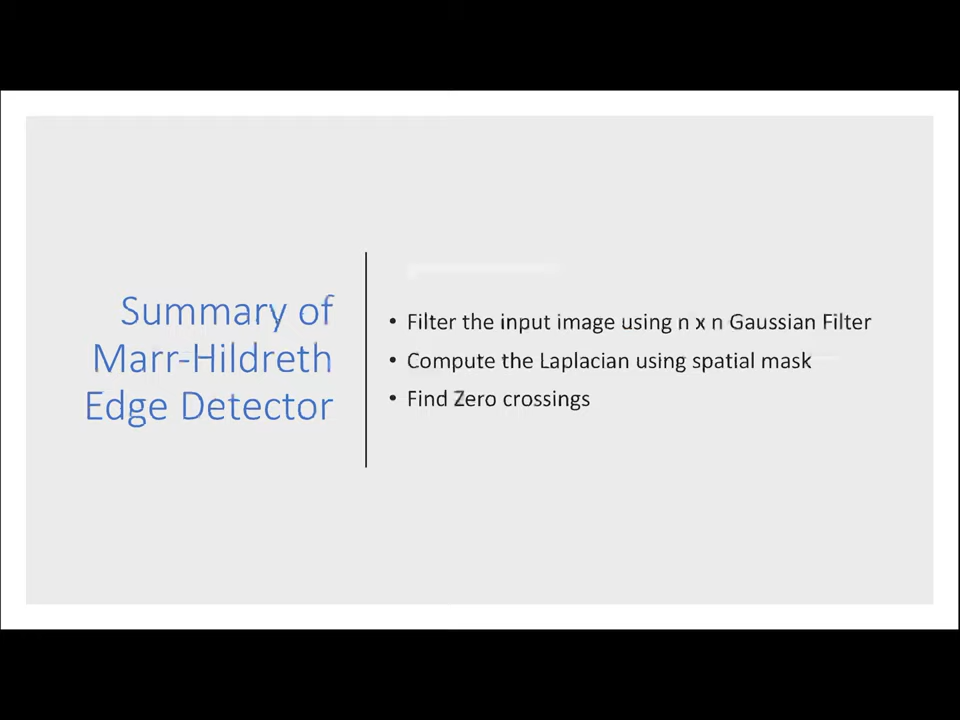 Summary of
Marr-Hildreth
Edge Detector
• Filter the input image using n x n Gaussian Filter
• Compute the Laplacian using spatial mask
• Find Zero crossings